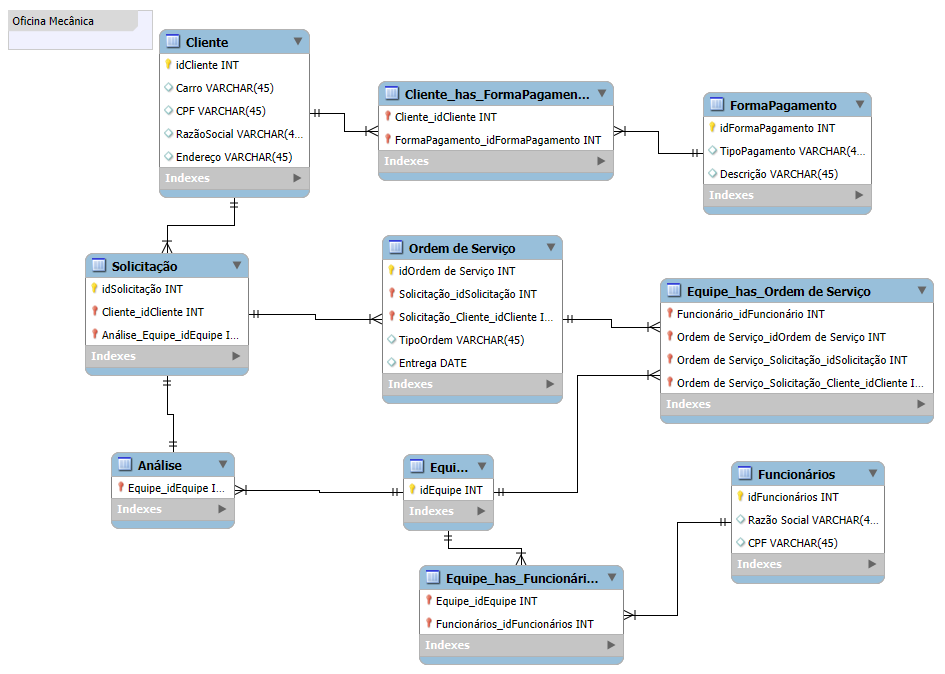 Oficina Mecânica
Cliente
idCliente INT
Carro VARCHAR(45)
CPF VARCHAR(45)
RazãoSocial VARCHAR(4...
Endereço VARCHAR(45)
Indexes
Cliente_has_FormaPagamen...
Cliente_idCliente INT
FormaPagamento_idFormaPagamento INT
Indexes
FormaPagamento
idFormaPagamento INT
TipoPagamento VARCHAR(4...
Descrição VARCHAR(45)
Indexes
Solicitação
idSolicitação INT
Cliente_idCliente INT
Análise_Equipe_idEquipe I...
Indexes
Ordem de Serviço
idOrdem de Serviço INT
Solicitação_idSolicitação INT
Solicitação_Cliente_idCliente I...
TipoOrdem VARCHAR(45)
Entrega DATE
Indexes
Equipe_has_Ordem de Serviço
Funcionário_idFuncionário INT
Ordem de Serviço_idOrdem de Serviço INT
Ordem de Serviço_Solicitação_idSolicitação INT
Ordem de Serviço_Solicitação_Cliente_idCliente I...
Indexes
Análise
Equipe_idEquipe I...
Indexes
Equi...
idEquipe INT
Indexes
Funcionários
idFuncionários INT
Razão Social VARCHAR(4...
CPF VARCHAR(45)
Indexes
Equipe_has_Funcionári...
Equipe_idEquipe INT
Funcionários_idFuncionários INT
Indexes